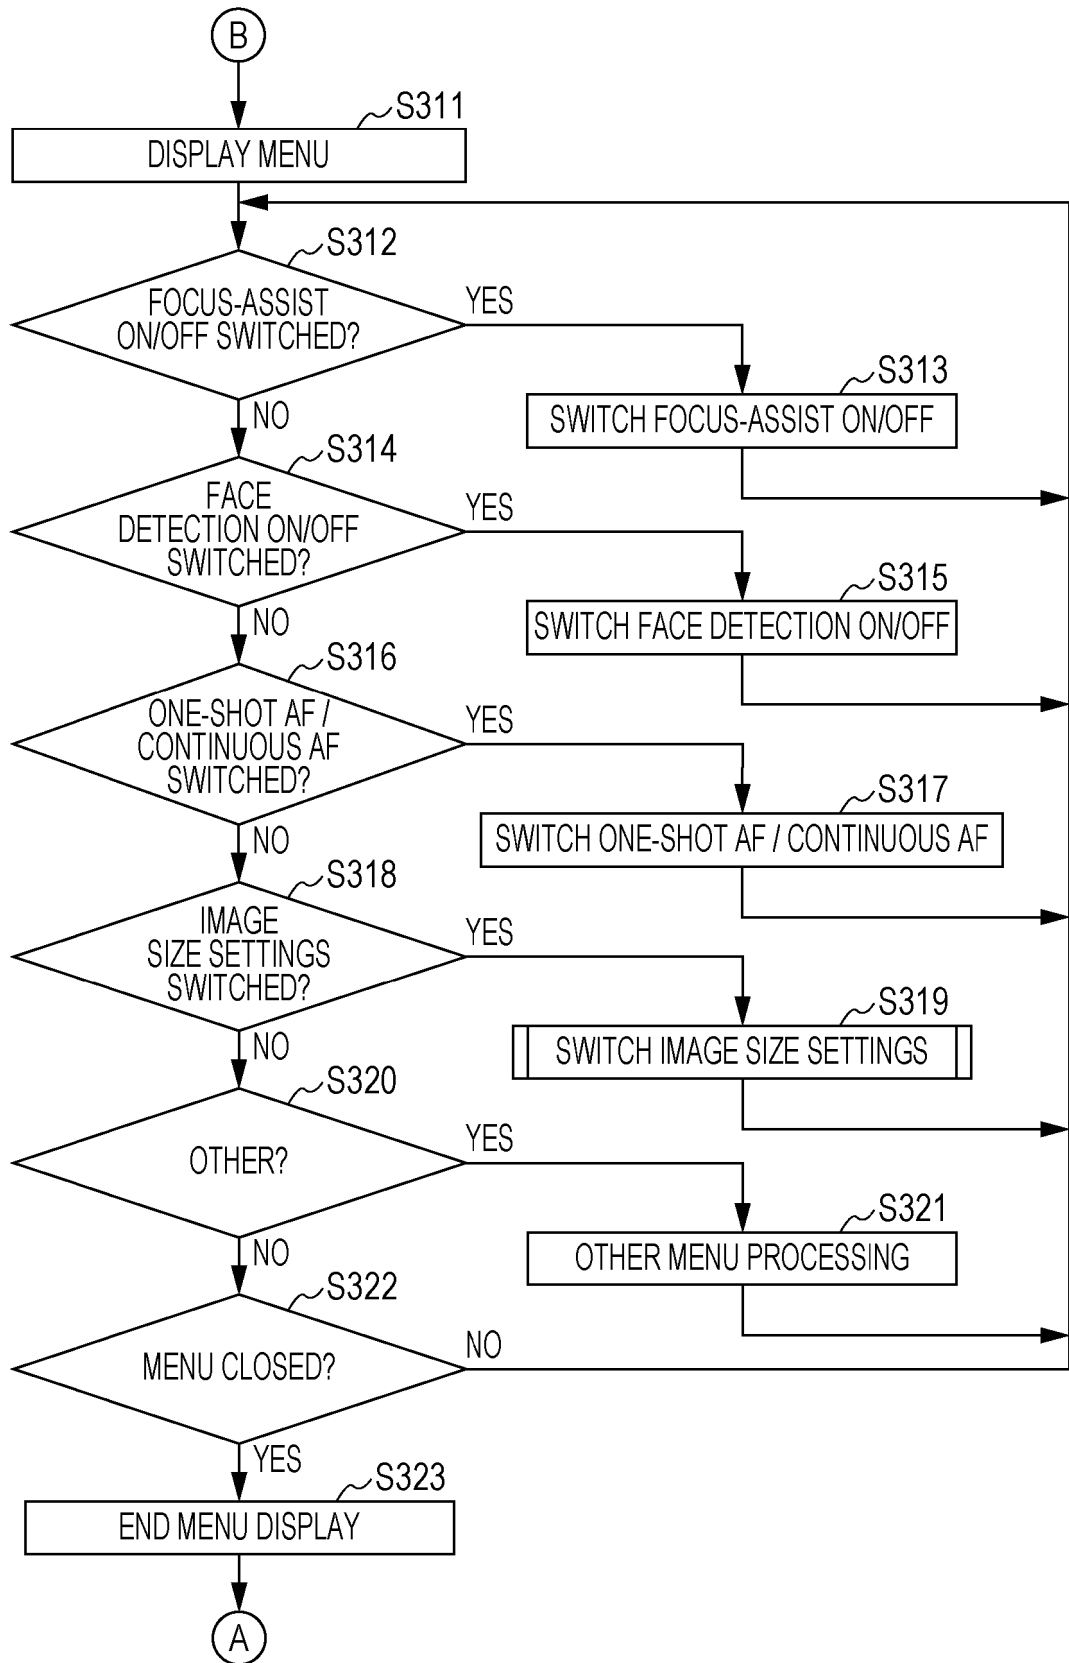 B
S311
DISPLAY MENU
S312
FOCUS-ASSIST
ON/OFF SWITCHED?
YES
NO
S313
SWITCH FOCUS-ASSIST ON/OFF
S314
FACE
DETECTION ON/OFF
SWITCHED?
YES
NO
S315
SWITCH FACE DETECTION ON/OFF
S316
ONE-SHOT AF /
CONTINUOUS AF
SWITCHED?
YES
NO
S317
SWITCH ONE-SHOT AF / CONTINUOUS AF
S318
IMAGE
SIZE SETTINGS
SWITCHED?
YES
NO
S319
SWITCH IMAGE SIZE SETTINGS
S320
OTHER?
YES
NO
S321
OTHER MENU PROCESSING
S322
MENU CLOSED?
NO
YES
S323
END MENU DISPLAY
A